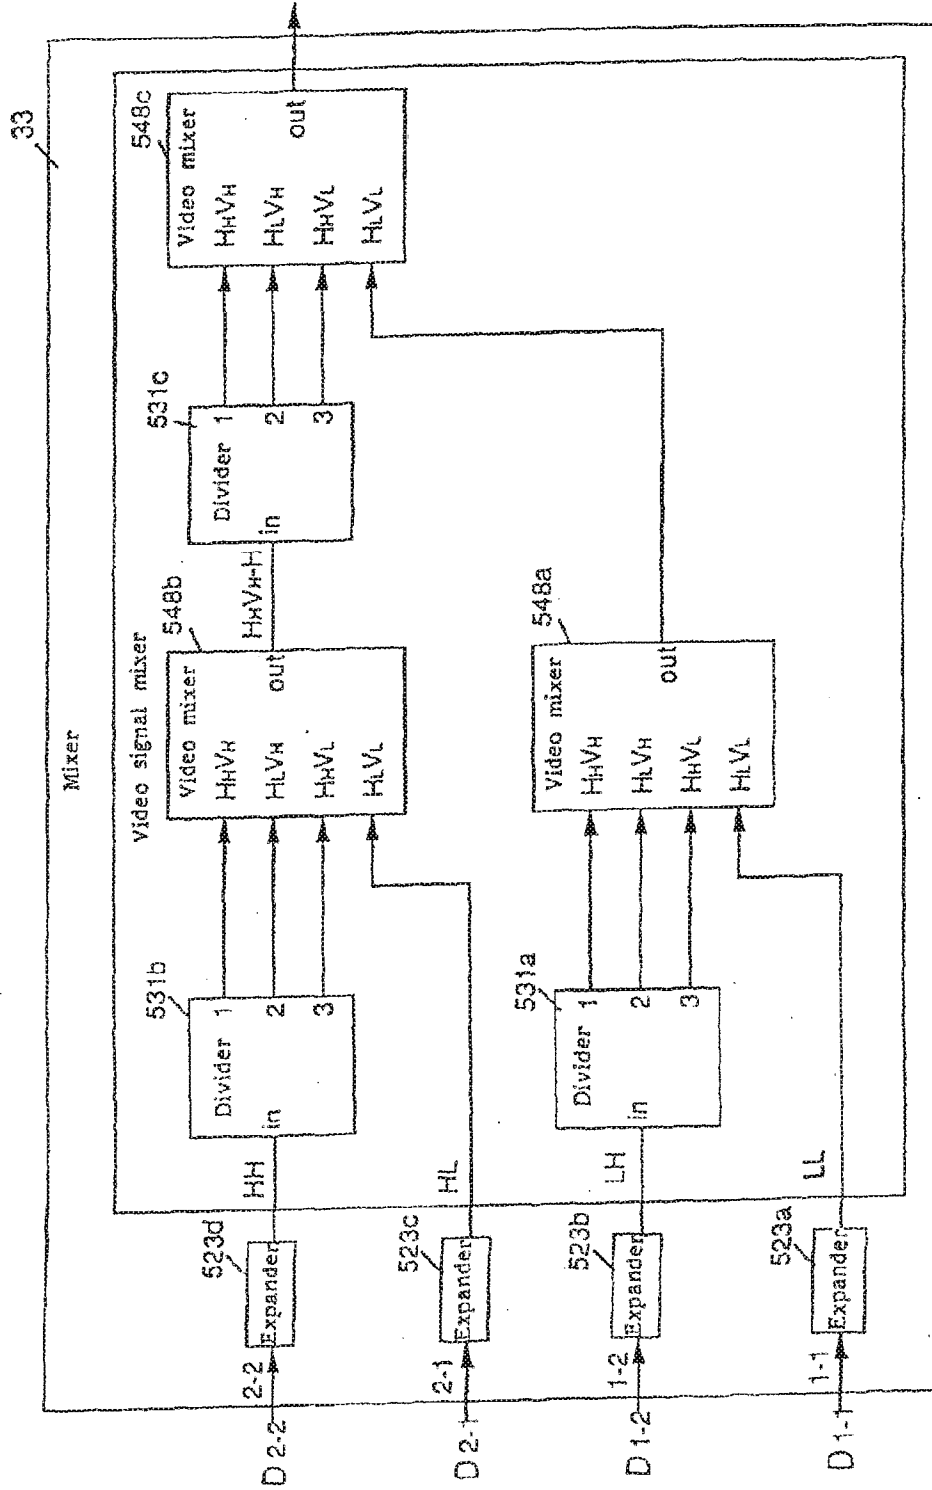 33
Mixer
Video signal mixer
D 2-2
2-2
Expander
523d
HH
in
Divider
1
2
3
531b
Video mixer
HHVH
HLVH
HHVL
HLVL
out
548b
HHVH-H
in
Divider
1
2
3
531c
Video mixer
HHVH
HLVH
HHVL
HLVL
out
548c
D 2-1
2-1
Expander
523c
HL
D 1-2
1-2
Expander
523b
LH
in
Divider
1
2
3
531a
Video mixer
HHVH
HLVH
HHVL
HLVL
out
548a
D 1-1
1-1
Expander
523a
LL